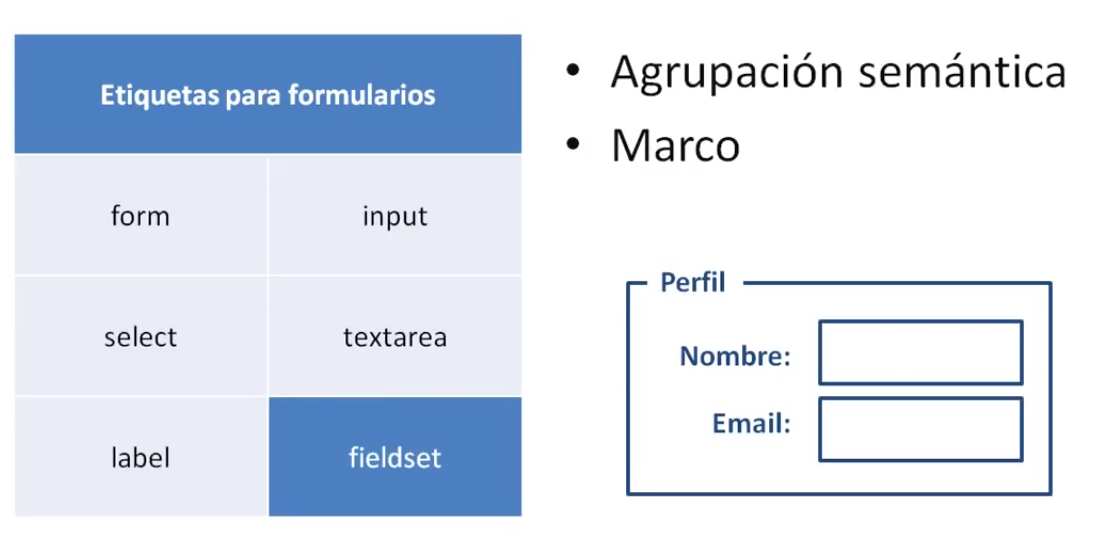 Etiquetas para formularios
form
input
select
textarea
label
fieldset
• Agrupación semántica
• Marco
Perfil
Nombre:
Email: